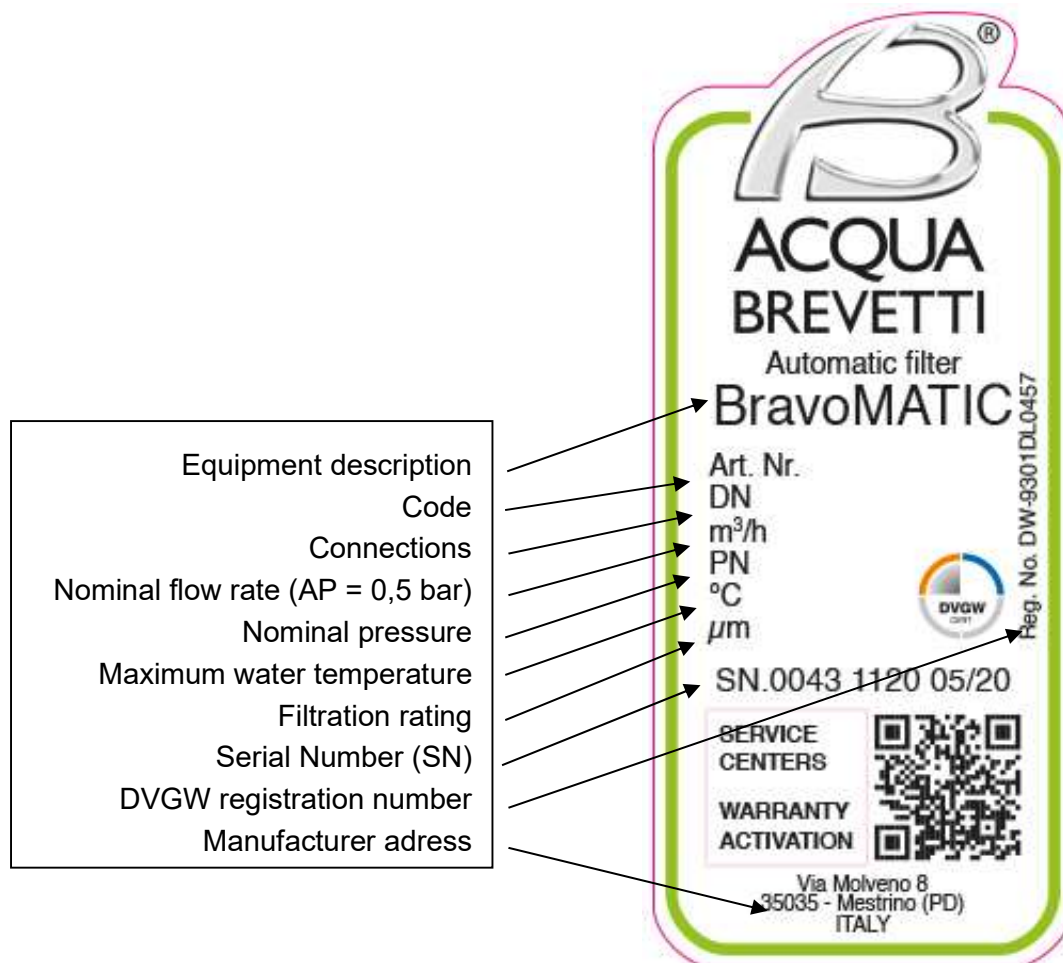 Equipment description
Code
Connections
Nominal flow rate (AP = 0,5 bar)
Nominal pressure
Maximum water temperature
Filtration rating
Serial Number (SN)
DVGW registration number
Manufacturer adress
®
ACQUA
BREVETTI
Automatic filter
BravoMATIC
Art. Nr.
DN
m³/h
PN
°C
µm
DVGW
CERT
Reg. No. DW-9301DL0457
SN.0043 1120 05/20
SERVICE
CENTERS
WARRANTY
ACTIVATION
Via Molveno 8
35035 - Mestrino (PD)
ITALY